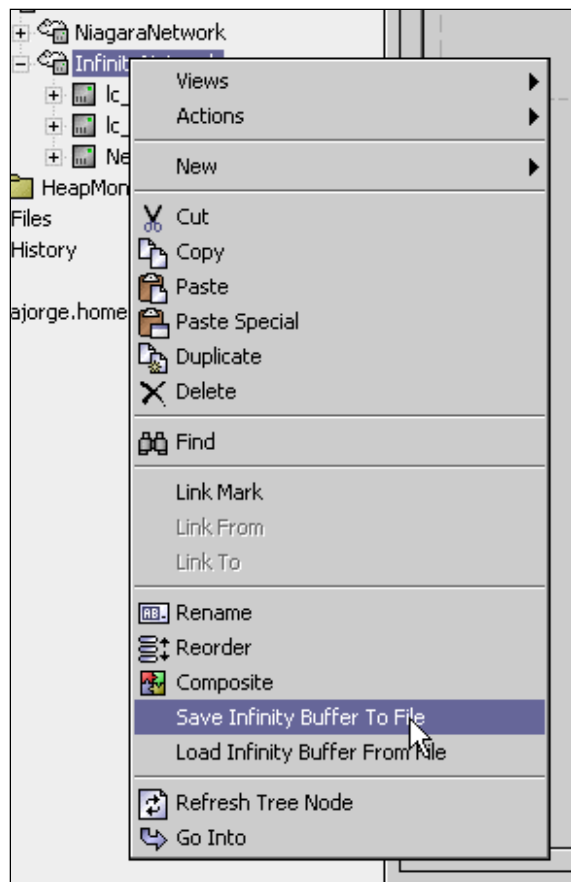 NiagaraNetwork
Infinit
lc_
lc_
Ne
HeapMon
Files
History
ajorge.home
Views
Actions
New
Cut
Copy
Paste
Paste Special
Duplicate
Delete
Find
Link Mark
Link From
Link To
Rename
Reorder
Composite
Save Infinity Buffer To File
Load Infinity Buffer From File
Refresh Tree Node
Go Into